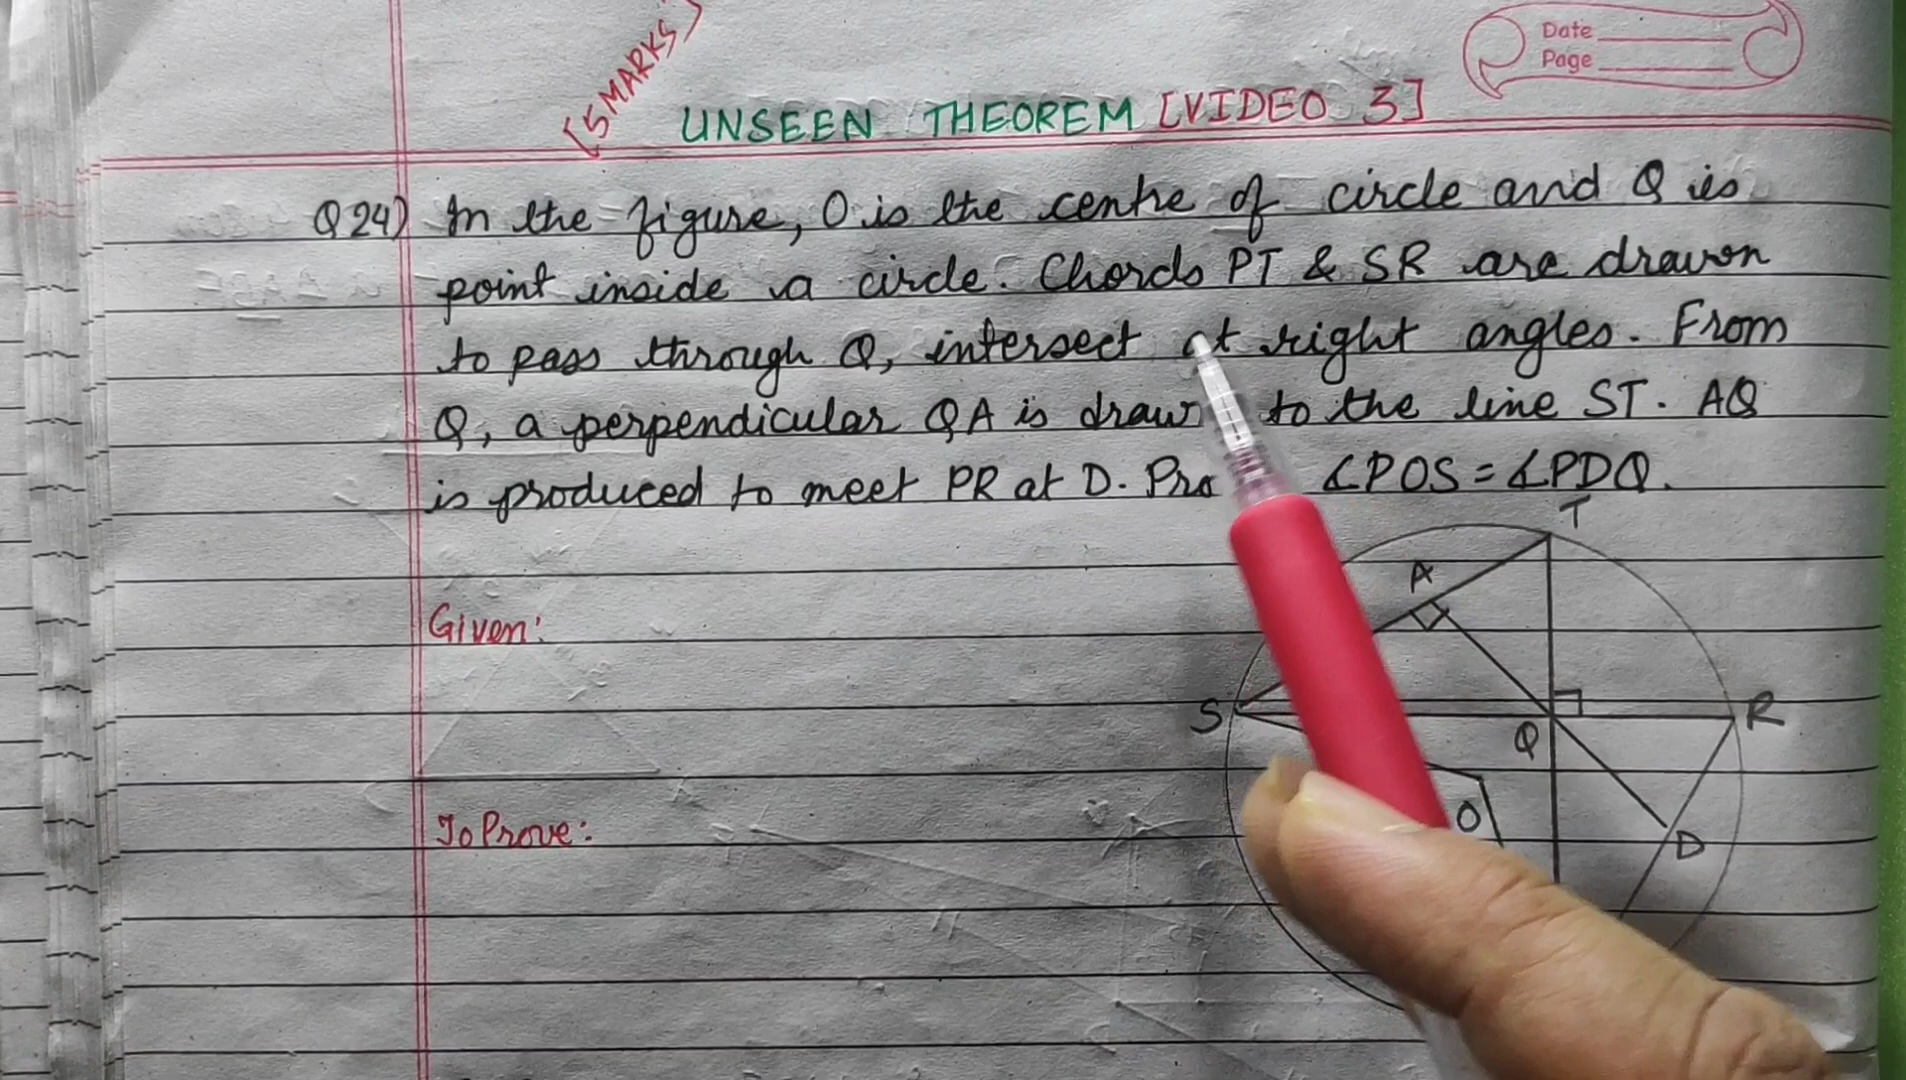 Date
Page
[5 MARKS]
UNSEEN THEOREM [VIDEO 3]
Q24) In the figure, O is the centre of circle and Q is
point inside a circle. Chords PT & SR are drawn
to pass through Q, intersect at right angles. From
Q, a perpendicular QA is drawn to the line ST. AQ
is produced to meet PR at D. ∠POS = ∠PDQ.
T
A
Given:
S
R
Q
O
To Prove:
D